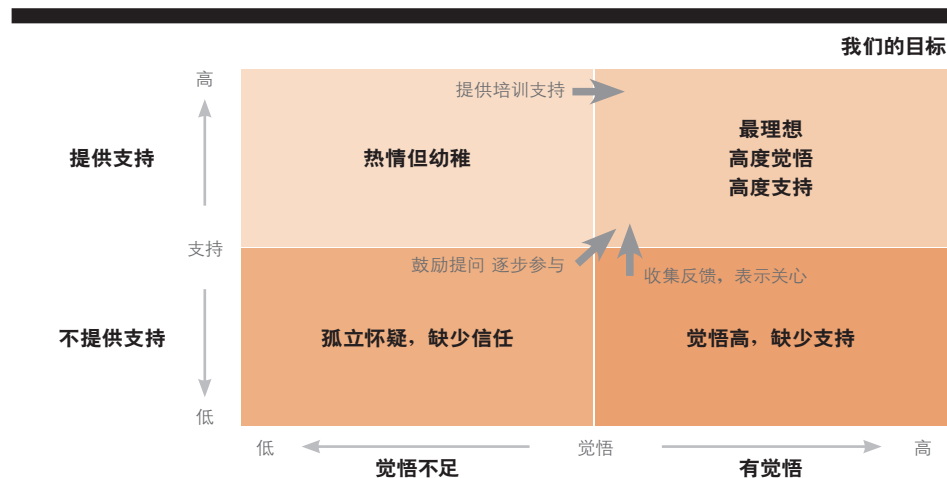 我们的目标
高
提供培训支持
最理想
提供支持
热情但幼稚
高度觉悟
高度支持
支持
鼓励提问 逐步参与
收集反馈，表示关心
不提供支持
孤立怀疑，缺少信任
觉悟高，缺少支持
低
低
觉悟
高
觉悟不足
有觉悟